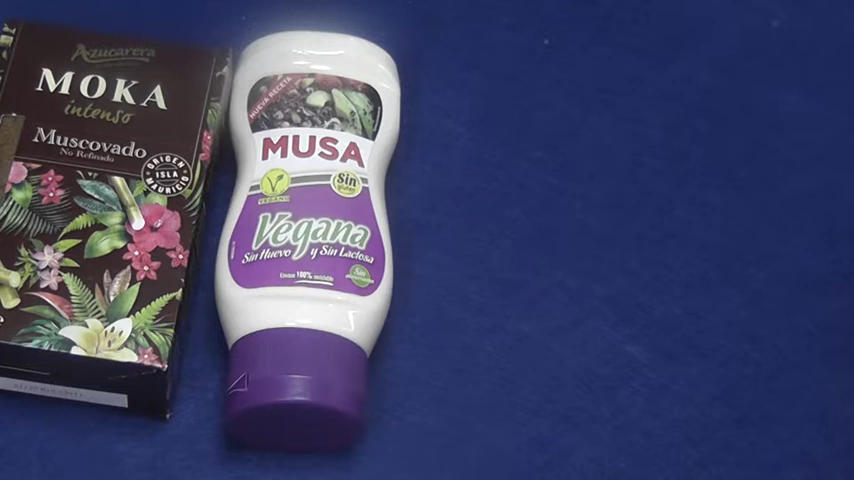 Azucarera
MOKA
intenso
Muscovado
No Refinado
ORIGEN
ISLA
MAURICIO
NUEVA RECETA
MUSA
VEGANO
Sin
gluten
Vegana
Sin Huevo y Sin Lactosa
Envase 100% reciclable
Sin